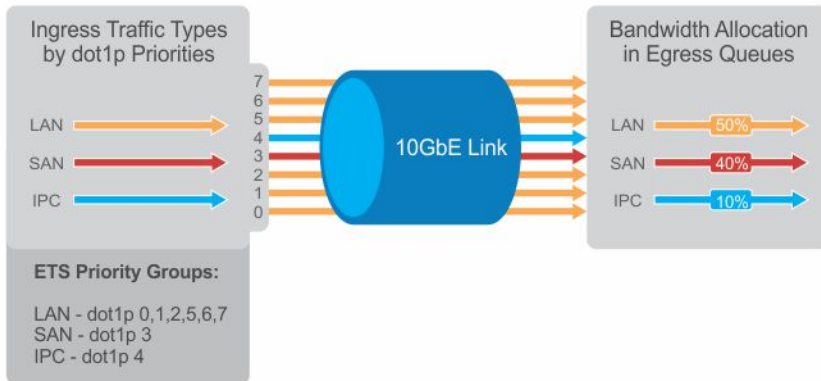 Ingress Traffic Types
by dot1p Priorities
LAN
SAN
IPC
7
6
5
4
3
2
1
0
10GbE Link
Bandwidth Allocation
in Egress Queues
LAN 50%
SAN 40%
IPC 10%
ETS Priority Groups:
LAN - dot1p 0,1,2,5,6,7
SAN - dot1p 3
IPC - dot1p 4